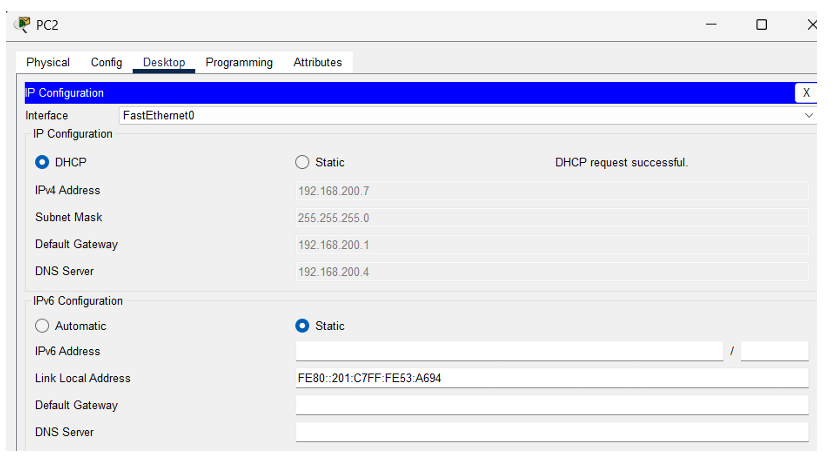 PC2
Physical Config Desktop Programming Attributes
IP Configuration X
Interface FastEthernet0
IP Configuration
DHCP Static DHCP request successful.
IPv4 Address 192.168.200.7
Subnet Mask 255.255.255.0
Default Gateway 192.168.200.1
DNS Server 192.168.200.4
IPv6 Configuration
Automatic Static
IPv6 Address /
Link Local Address FE80::201:C7FF:FE53:A694
Default Gateway
DNS Server